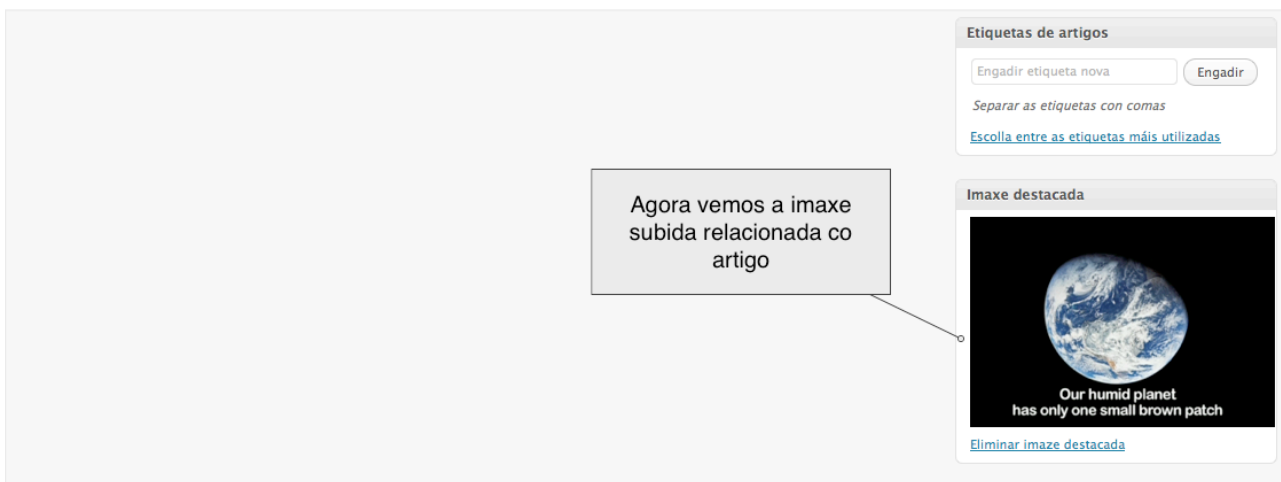 Etiquetas de artigos
Engadir etiqueta nova
Engadir
Separar as etiquetas con comas
Escolla entre as etiquetas máis utilizadas
Agora vemos a imaxe
subida relacionada co
artigo
Imaxe destacada
Our humid planet
has only one small brown patch
Eliminar imaze destacada